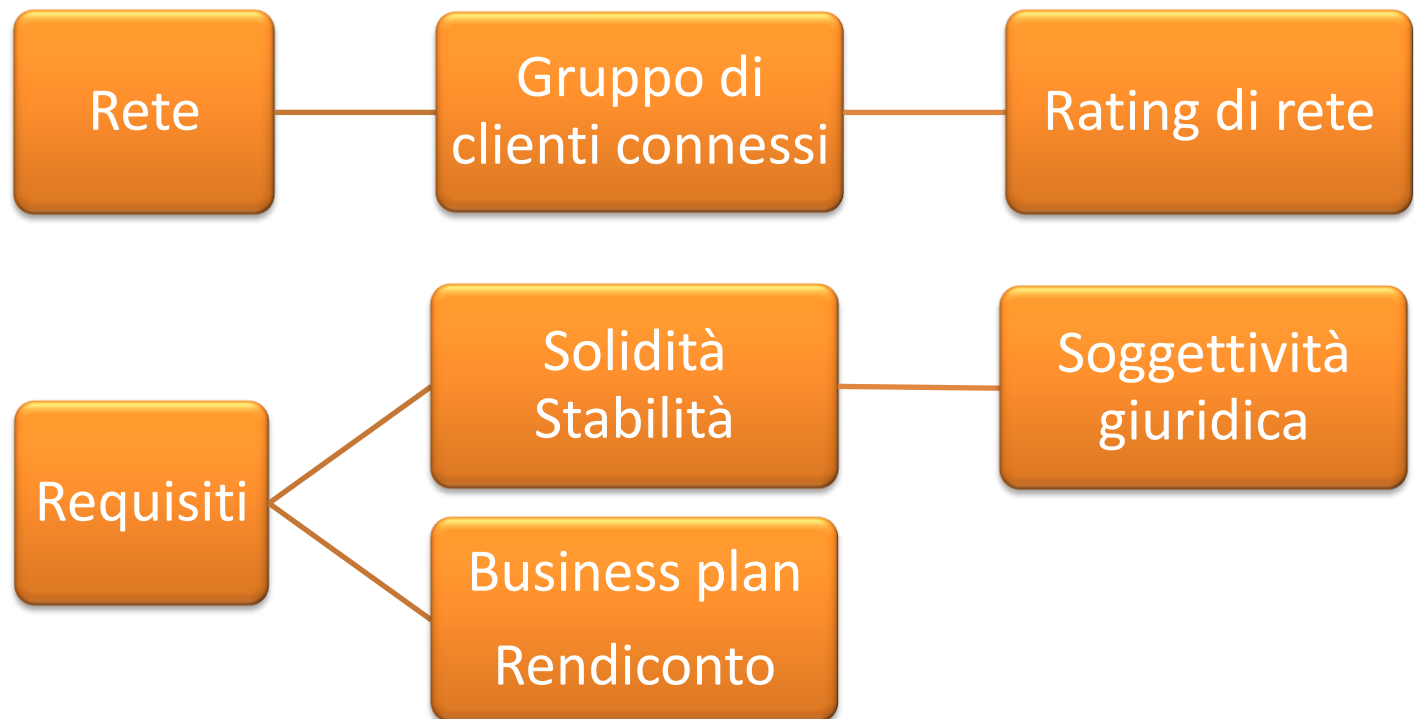 Rete
Gruppo di
clienti connessi
Rating di rete
Requisiti
Solidità
Stabilità
Soggettività
giuridica
Business plan
Rendiconto